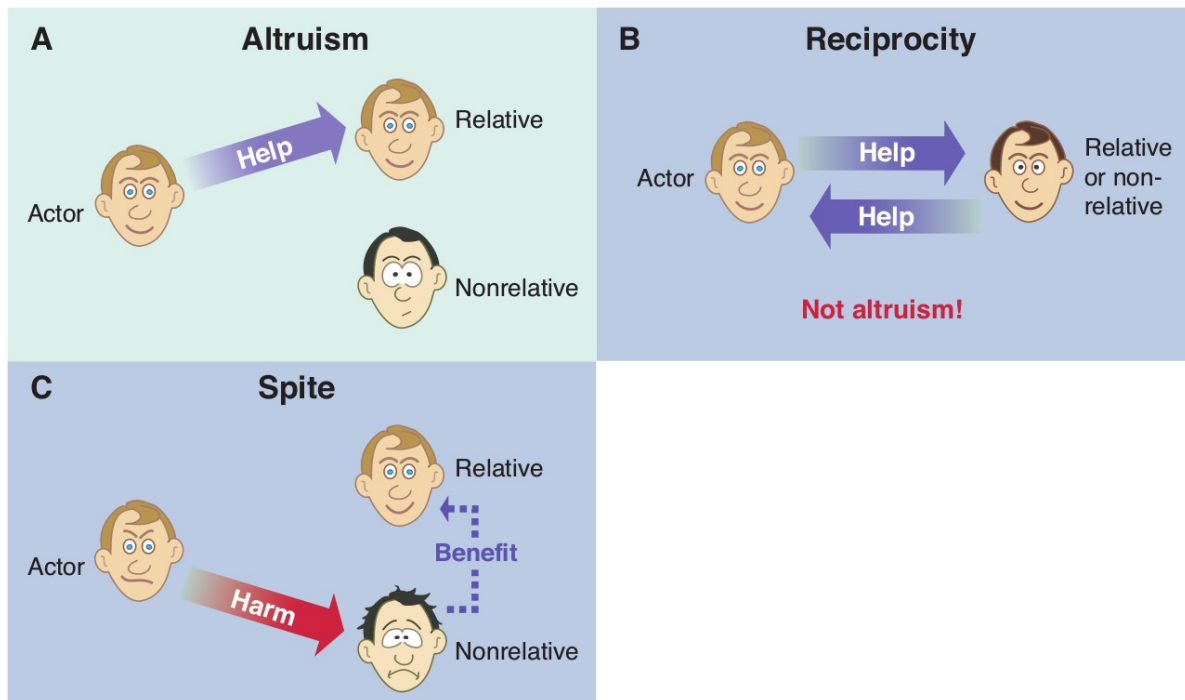 A
Altruism
Help
Relative
Actor
Nonrelative
B
Reciprocity
Actor
Help
Help
Relative
or non-
relative
Not altruism!
C
Spite
Relative
Actor
Benefit
Harm
Nonrelative